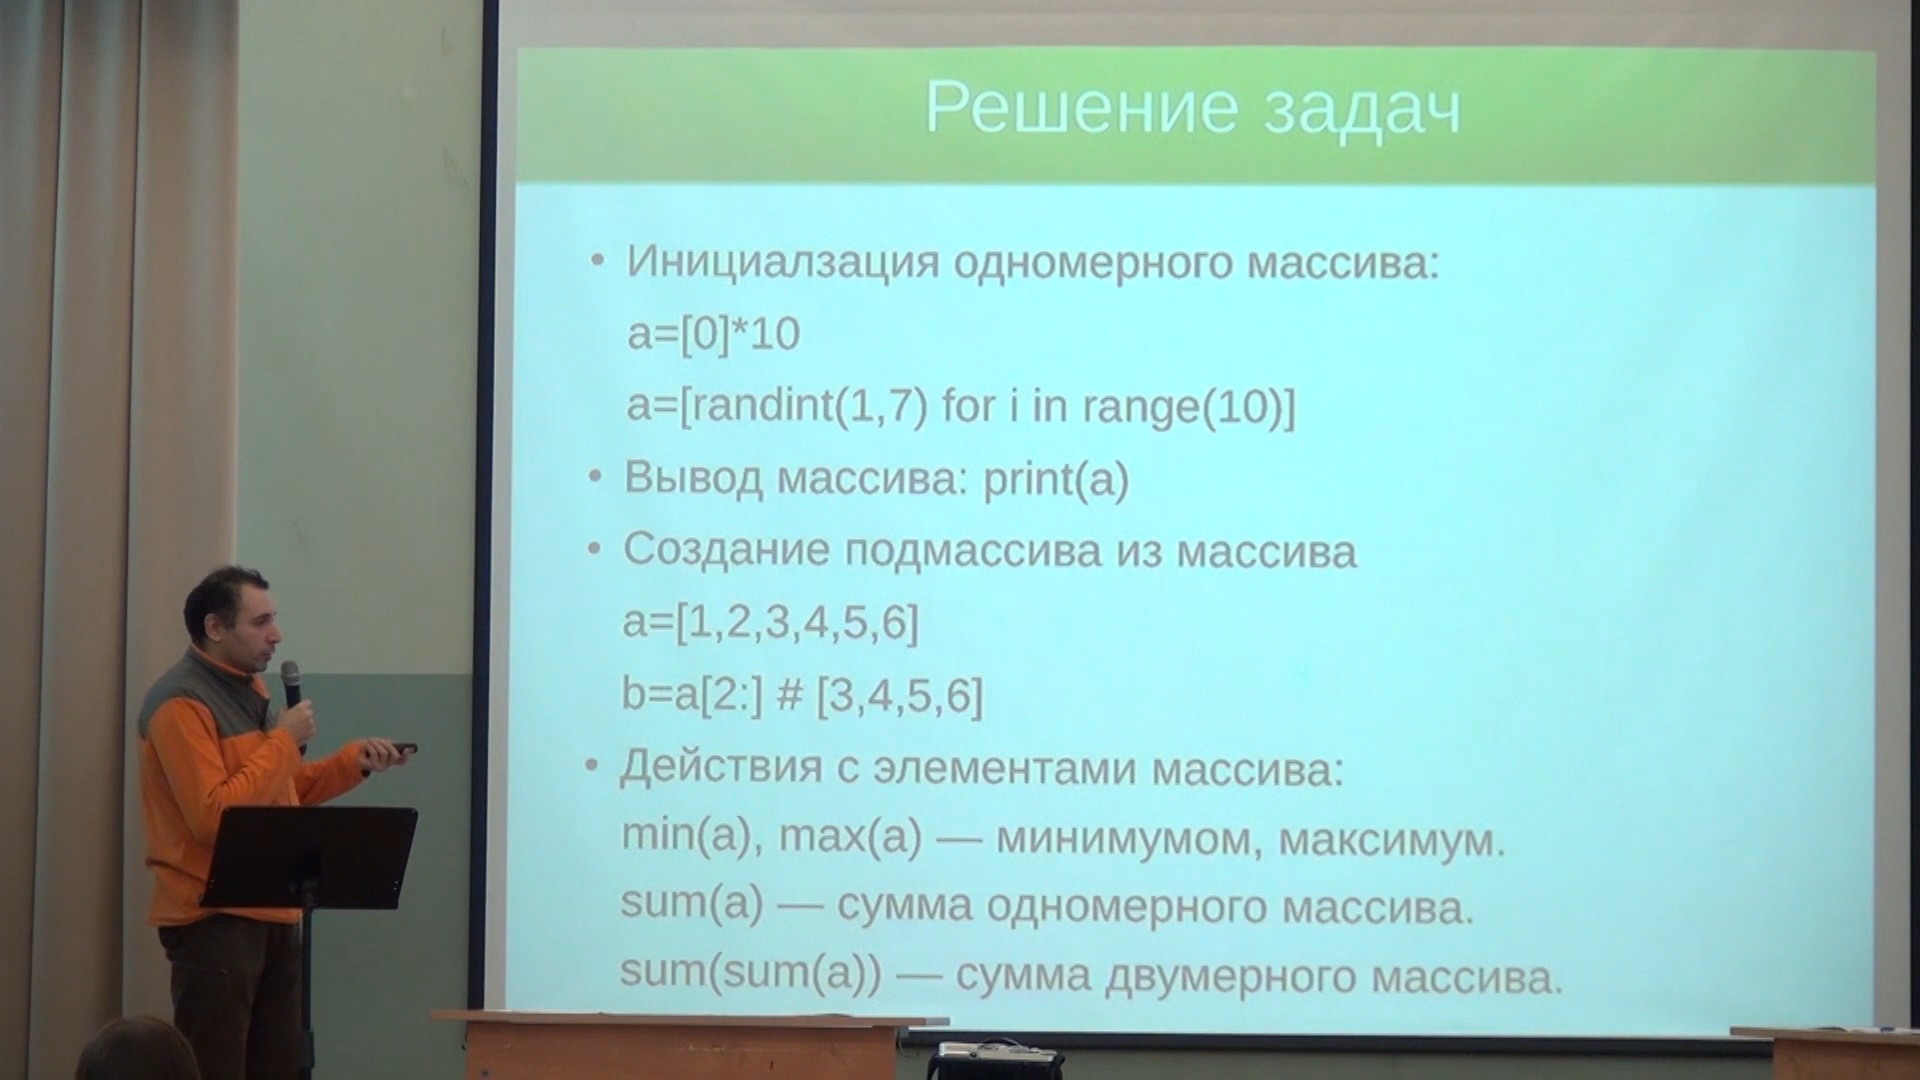 Решение задач
• Инициалзация одномерного массива:
a=[0]*10
a=[randint(1,7) for i in range(10)]
• Вывод массива: print(a)
• Создание подмассива из массива
a=[1,2,3,4,5,6]
b=a[2:] # [3,4,5,6]
• Действия с элементами массива:
min(a), max(a) — минимумом, максимум.
sum(a) — сумма одномерного массива.
sum(sum(a)) — сумма двумерного массива.